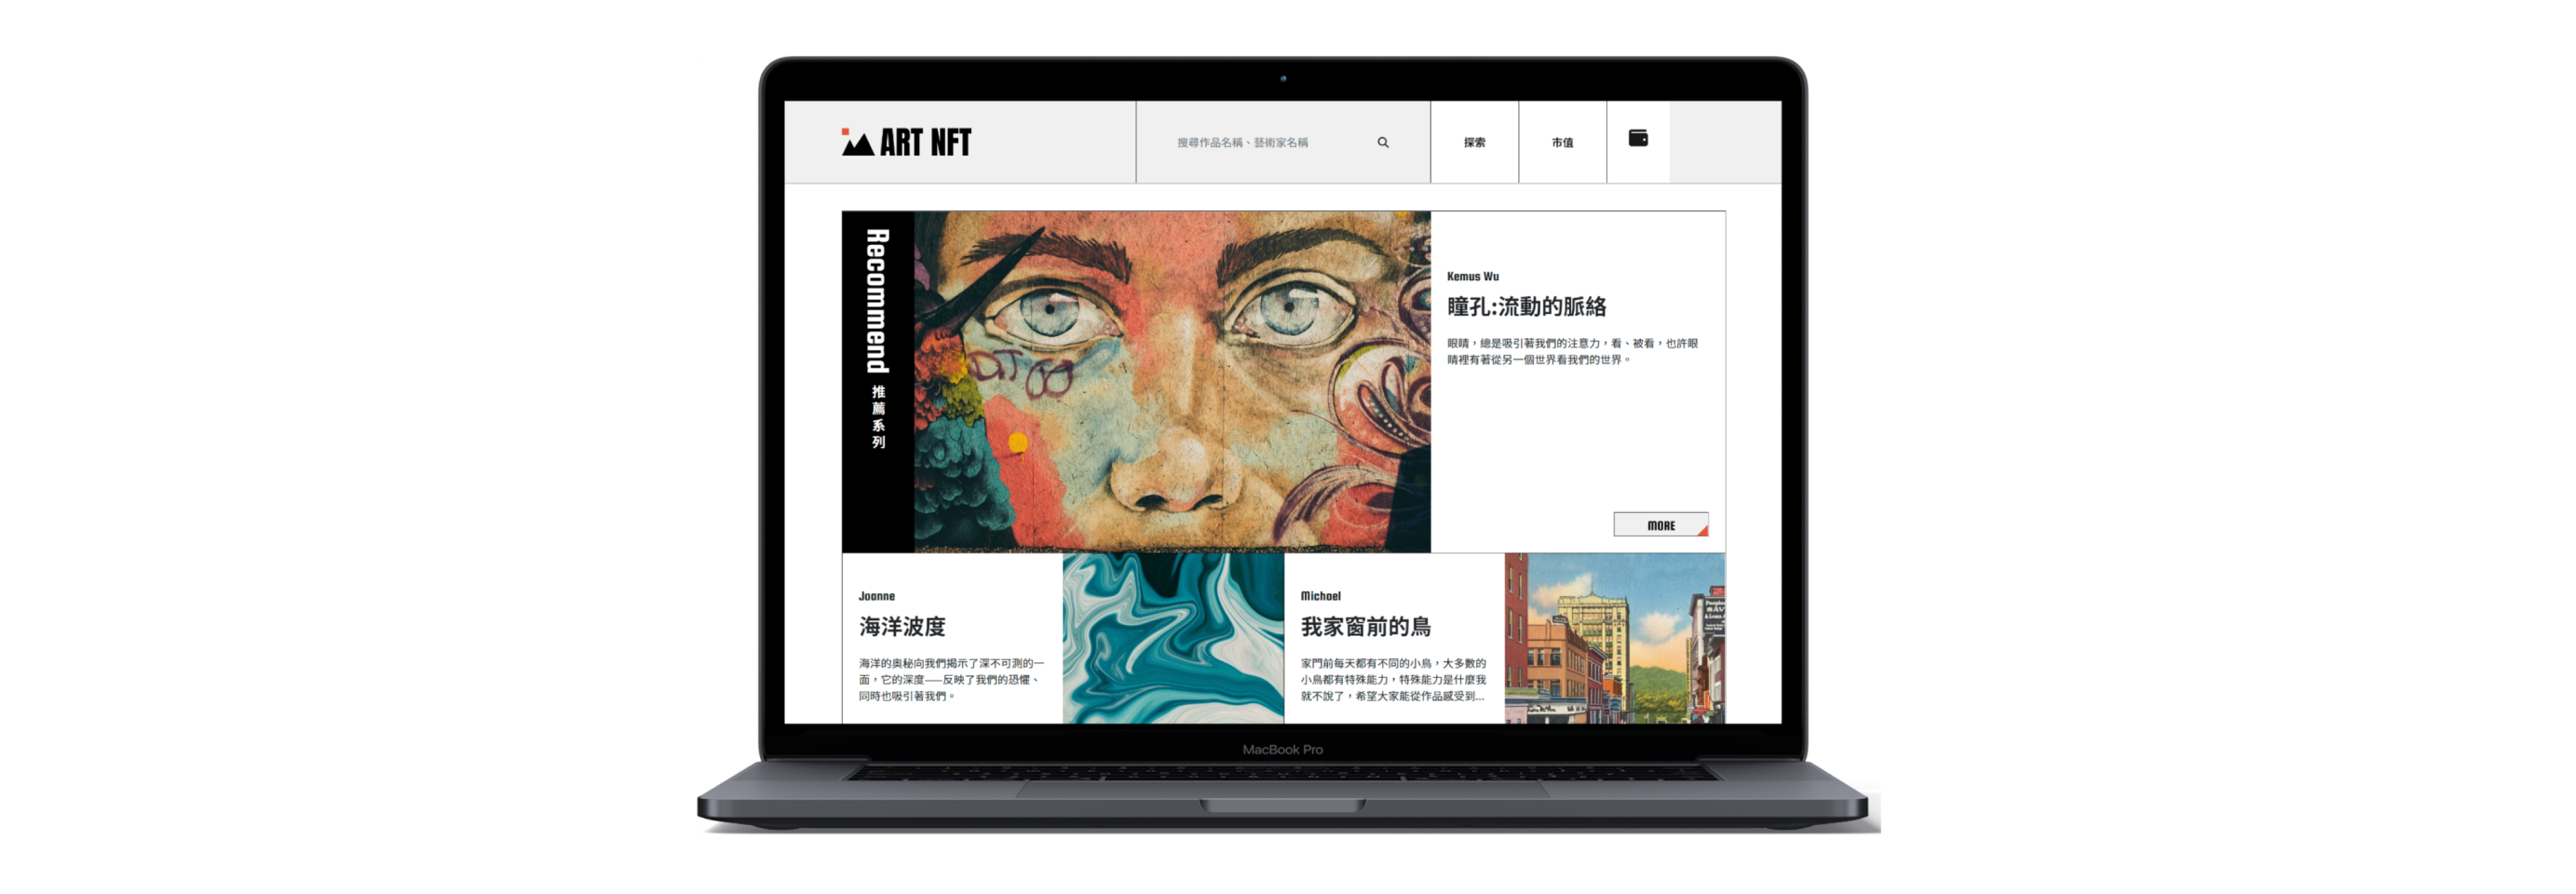 ART NFT
搜尋作品名稱、藝術家名稱
探索
市值
Recommend 推薦系列
Kemus Wu
瞳孔:流動的脈絡
眼睛，總是吸引著我們的注意力，看、被看，也許眼
睛裡有著從另一個世界看我們的世界。
MORE
Joanne
海洋波度
海洋的奧秘向我們揭示了深不可測的一
面，它的深度——反映了我們的恐懼、
同時也吸引著我們。
Michael
我家窗前的鳥
家門前每天都有不同的小鳥，大多數的
小鳥都有特殊能力，特殊能力是什麼我
就不說了，希望大家能從作品感受到...
MacBook Pro